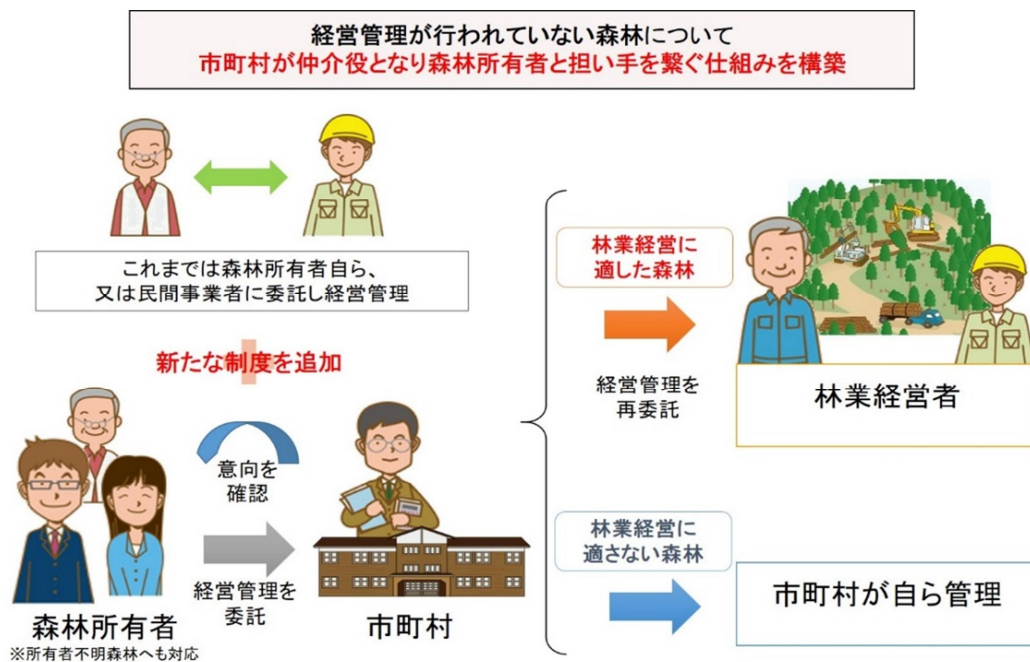 経営管理が行われていない森林について
市町村が仲介役となり森林所有者と担い手を繋ぐ仕組みを構築
これまでは森林所有者自ら、
又は民間事業者に委託し経営管理
新たな制度を追加
意向を
確認
経営管理を
委託
森林所有者
※所有者不明森林へも対応
市町村
林業経営に
適した森林
経営管理を
再委託
林業経営者
林業経営に
適さない森林
市町村が自ら管理